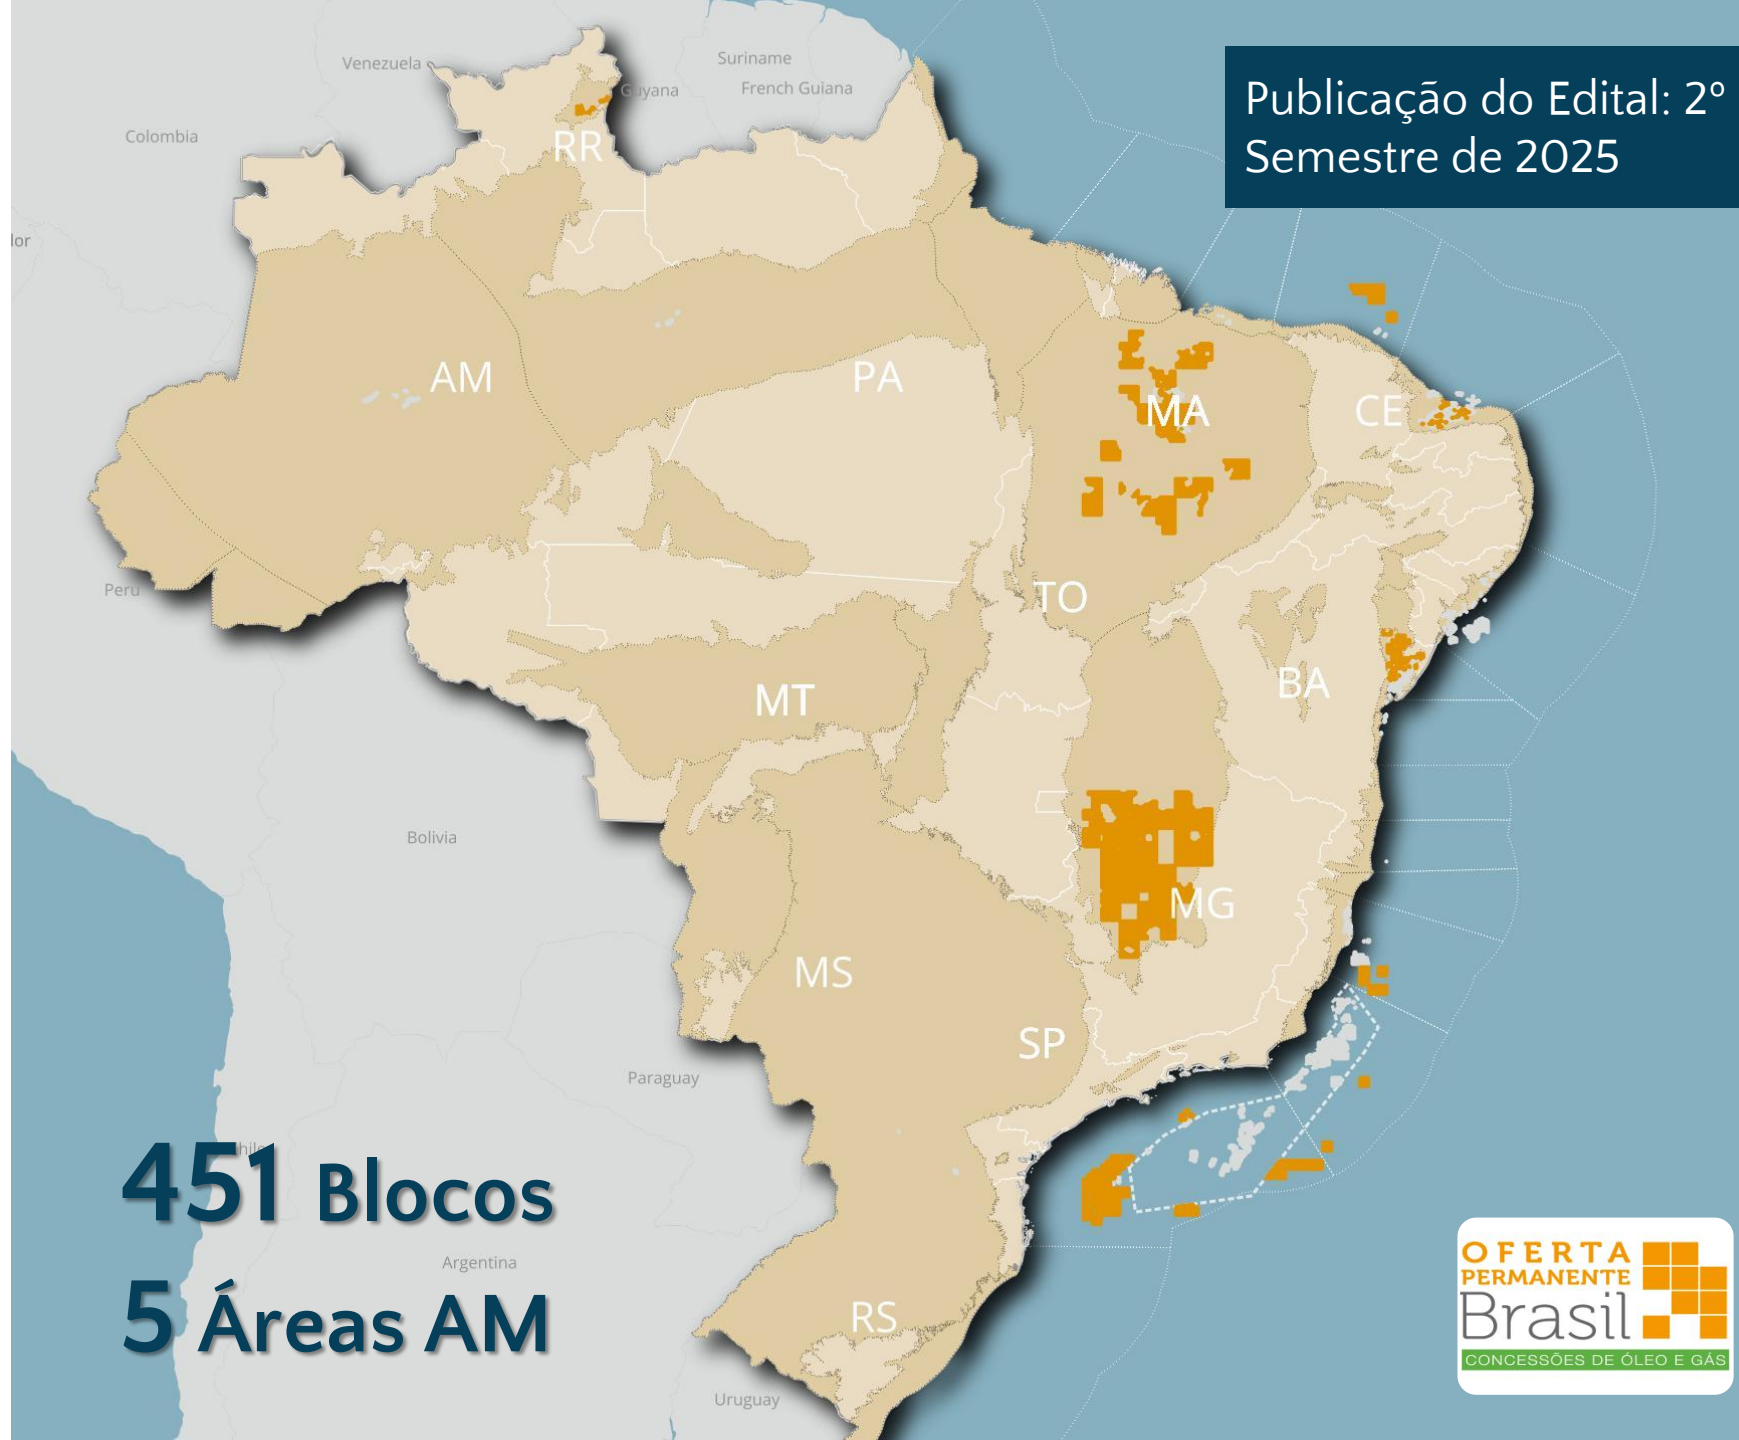 Venezuela
Suriname
Guyana
French Guiana
Colombia
Publicação do Edital: 2º
Semestre de 2025
RR
lor
AM
PA
MA
CE
Peru
TO
MT
BA
Bolivia
MG
MS
SP
Paraguay
451 Blocos
Argentina
5 Áreas AM
RS
Uruguay
OFERTA
PERMANENTE
Brasil
CONCESSÕES DE ÓLEO E GÁS